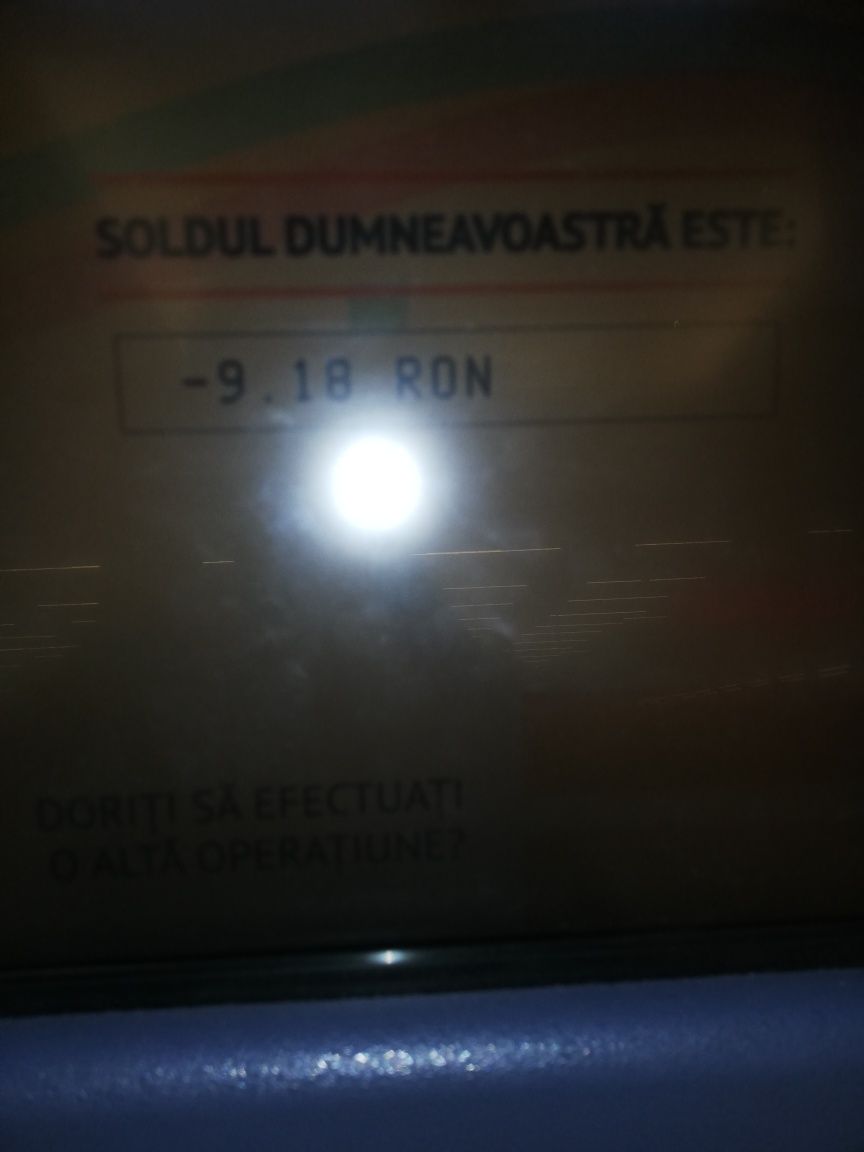 SOLDUL DUMNEAVOASTRĂ ESTE:
-9.18 RON
DORIȚI SĂ EFECTUAȚI
O ALTĂ OPERAȚIUNE?